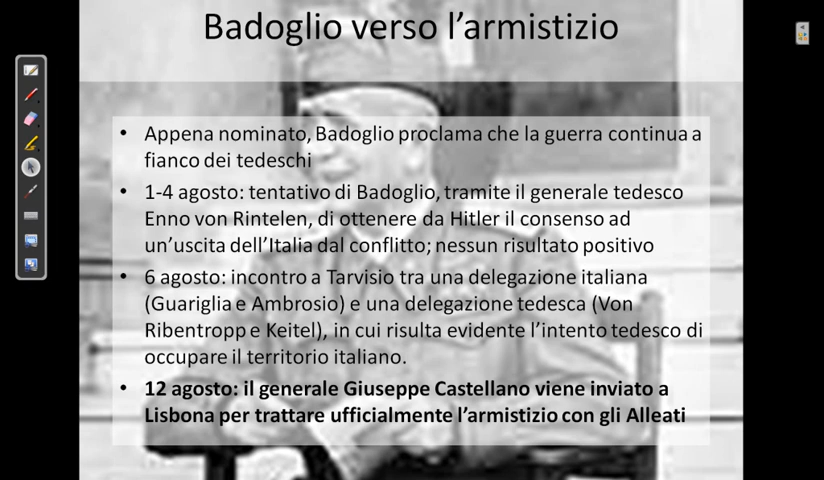 Badoglio verso l’armistizio
• Appena nominato, Badoglio proclama che la guerra continua a
fianco dei tedeschi
• 1-4 agosto: tentativo di Badoglio, tramite il generale tedesco
Enno von Rintelen, di ottenere da Hitler il consenso ad
un’uscita dell’Italia dal conflitto; nessun risultato positivo
• 6 agosto: incontro a Tarvisio tra una delegazione italiana
(Guariglia e Ambrosio) e una delegazione tedesca (Von
Ribentropp e Keitel), in cui risulta evidente l’intento tedesco di
occupare il territorio italiano.
• 12 agosto: il generale Giuseppe Castellano viene inviato a
Lisbona per trattare ufficialmente l’armistizio con gli Alleati